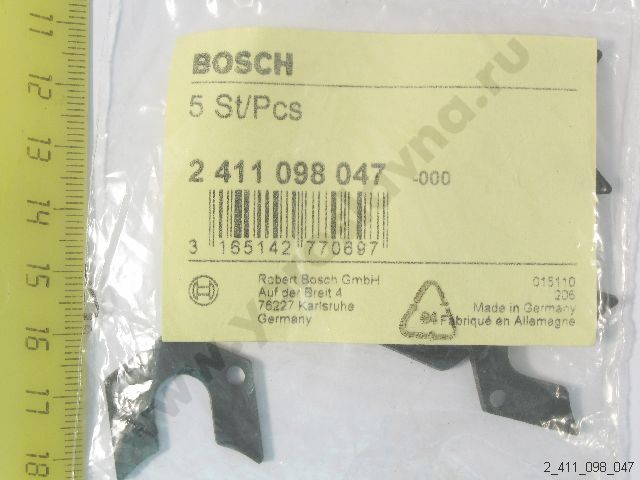 BOSCH
5 St/Pcs
2 411 098 047 -000
3 165142 770697
Robert Bosch GmbH
Auf der Breit 4
76227 Karlsruhe
Germany
015110
206
Made in Germany
Fabriqué en Allemagne
04
11
12
13
14
15
16
17
18
2_411_098_047